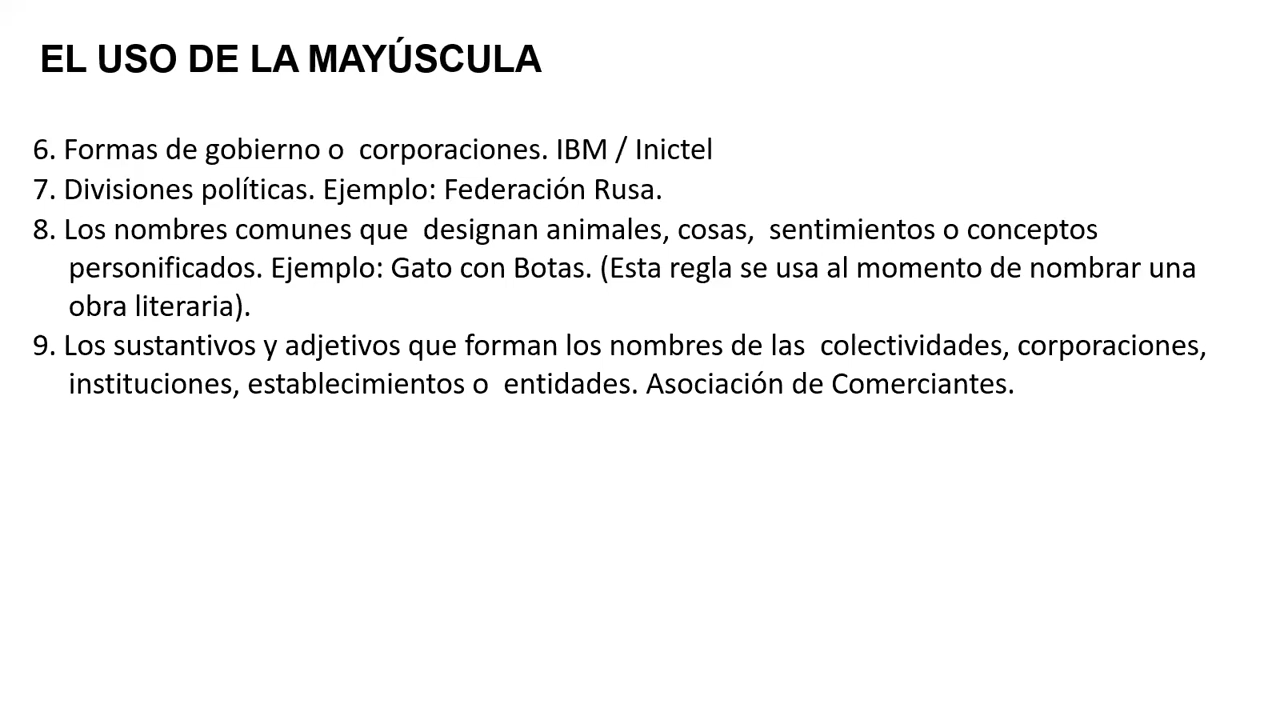 EL USO DE LA MAYÚSCULA
6. Formas de gobierno o  corporaciones. IBM / Inictel
7. Divisiones políticas. Ejemplo: Federación Rusa.
8. Los nombres comunes que  designan animales, cosas,  sentimientos o conceptos
personificados. Ejemplo: Gato con Botas. (Esta regla se usa al momento de nombrar una
obra literaria).
9. Los sustantivos y adjetivos que forman los nombres de las  colectividades, corporaciones,
instituciones, establecimientos o  entidades. Asociación de Comerciantes.